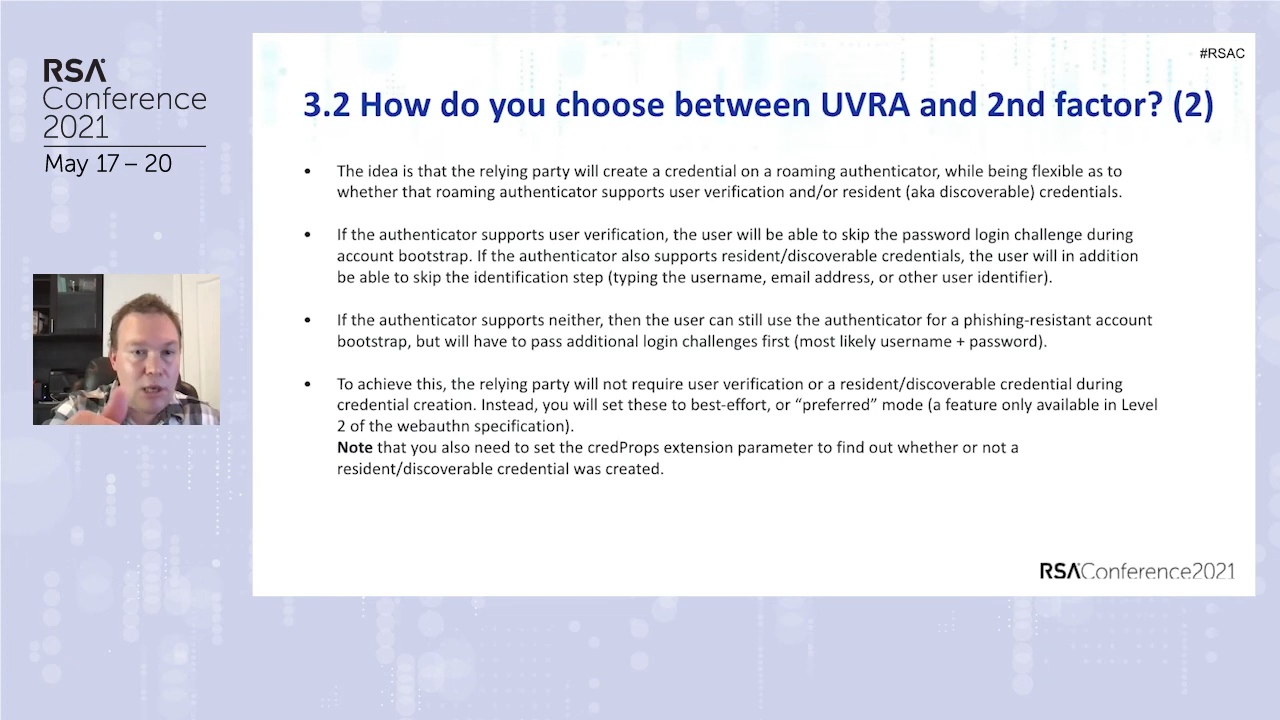 RSA
Conference
2021
May 17 – 20
#RSAC
3.2 How do you choose between UVRA and 2nd factor? (2)
• The idea is that the relying party will create a credential on a roaming authenticator, while being flexible as to
whether that roaming authenticator supports user verification and/or resident (aka discoverable) credentials.
• If the authenticator supports user verification, the user will be able to skip the password login challenge during
account bootstrap. If the authenticator also supports resident/discoverable credentials, the user will in addition
be able to skip the identification step (typing the username, email address, or other user identifier).
• If the authenticator supports neither, then the user can still use the authenticator for a phishing-resistant account
bootstrap, but will have to pass additional login challenges first (most likely username + password).
• To achieve this, the relying party will not require user verification or a resident/discoverable credential during
credential creation. Instead, you will set these to best-effort, or “preferred” mode (a feature only available in Level
2 of the webauthn specification).
Note that you also need to set the credProps extension parameter to find out whether or not a
resident/discoverable credential was created.
RSAConference2021